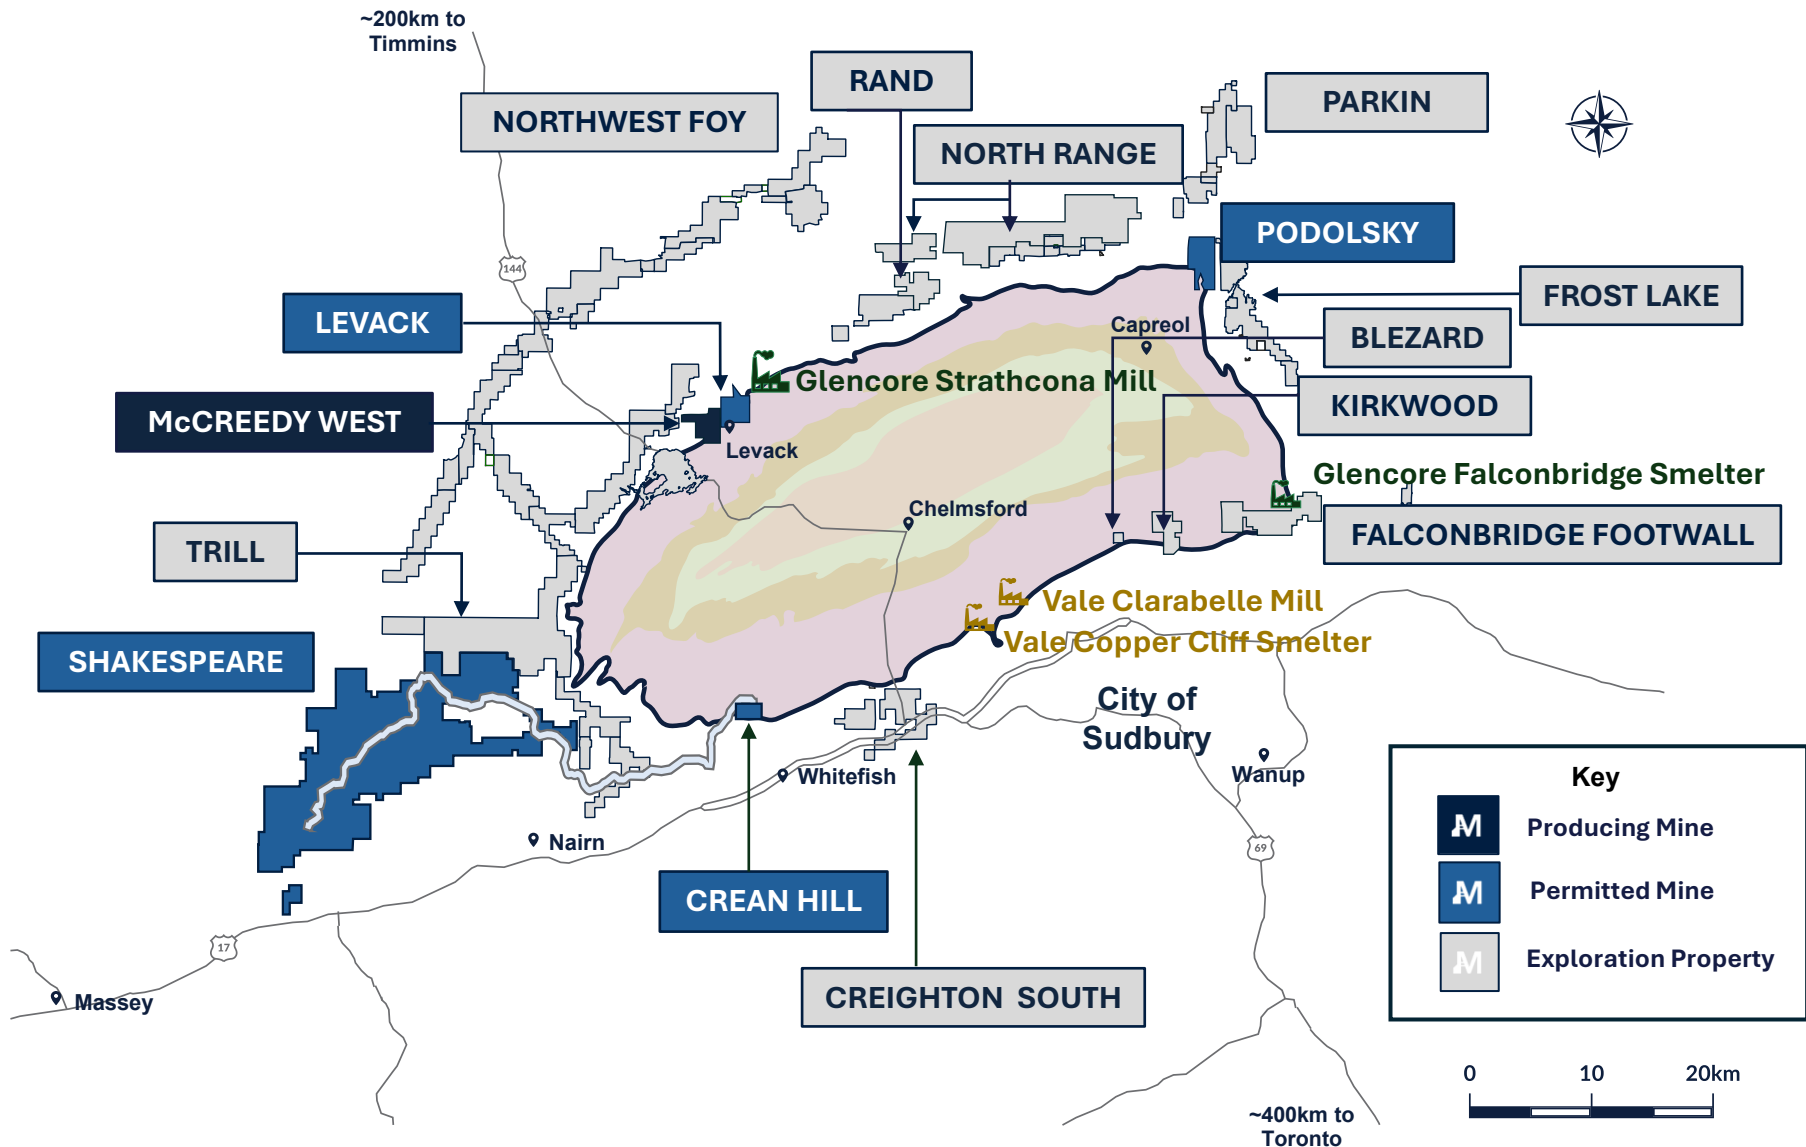 ~200km to
Timmins
RAND
PARKIN
NORTHWEST FOY
NORTH RANGE
PODOLSKY
144
FROST LAKE
LEVACK
Capreol
BLEZARD
Glencore Strathcona Mill
KIRKWOOD
McCREEDY WEST
Levack
Glencore Falconbridge Smelter
Chelmsford
FALCONBRIDGE FOOTWALL
TRILL
Vale Clarabelle Mill
Vale Copper Cliff Smelter
SHAKESPEARE
City of
Sudbury
Whitefish
Wanup
Key
M Producing Mine
Nairn
69
M Permitted Mine
CREAN HILL
17
M Exploration Property
CREIGHTON SOUTH
Massey
0 10 20km
~400km to
Toronto